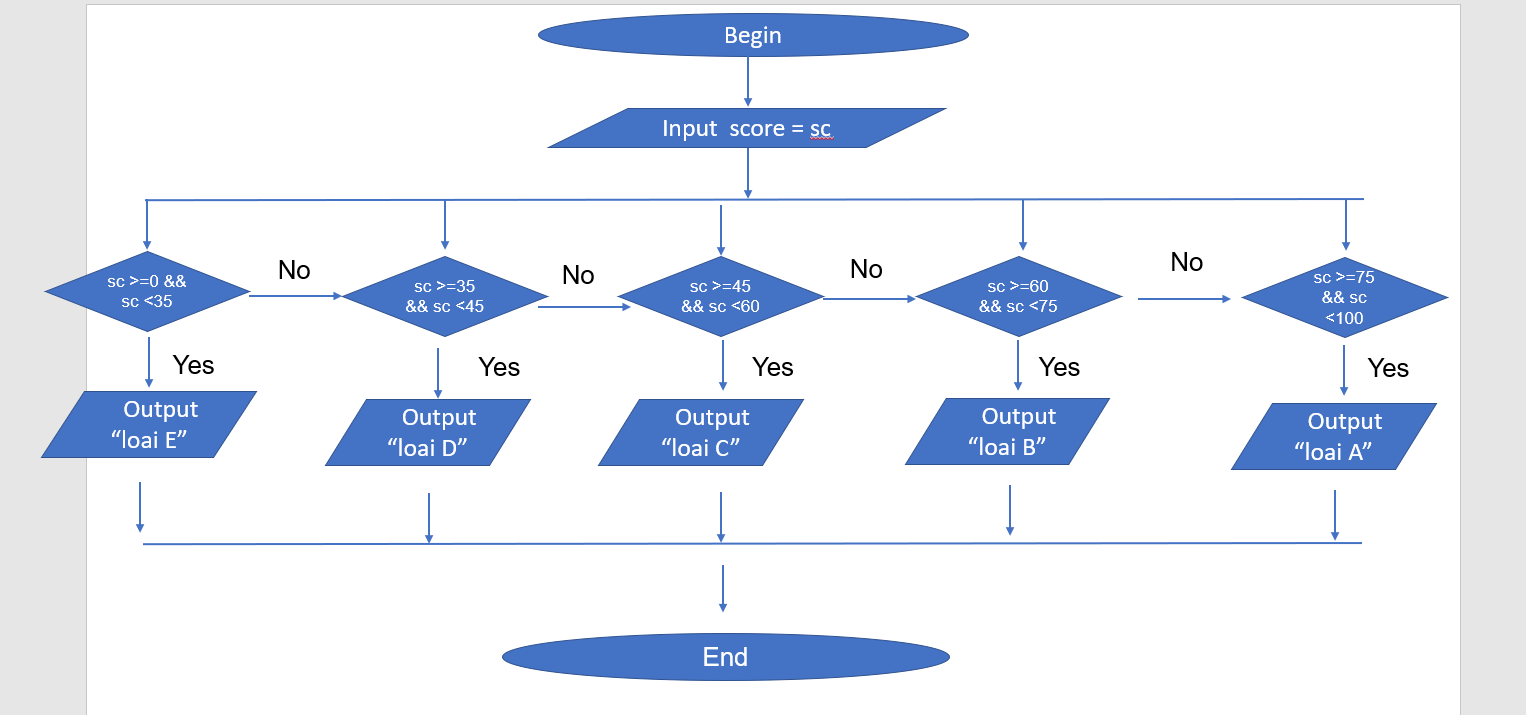 Begin
Input score = sc
No
No
No
No
sc >=0 &&
sc <35
sc >=35
&& sc <45
sc >=45
&& sc <60
sc >=60
&& sc <75
sc >=75
&& sc
<100
Yes
Yes
Yes
Yes
Yes
Output
“loai E”
Output
“loai D”
Output
“loai C”
Output
“loai B”
Output
“loai A”
End